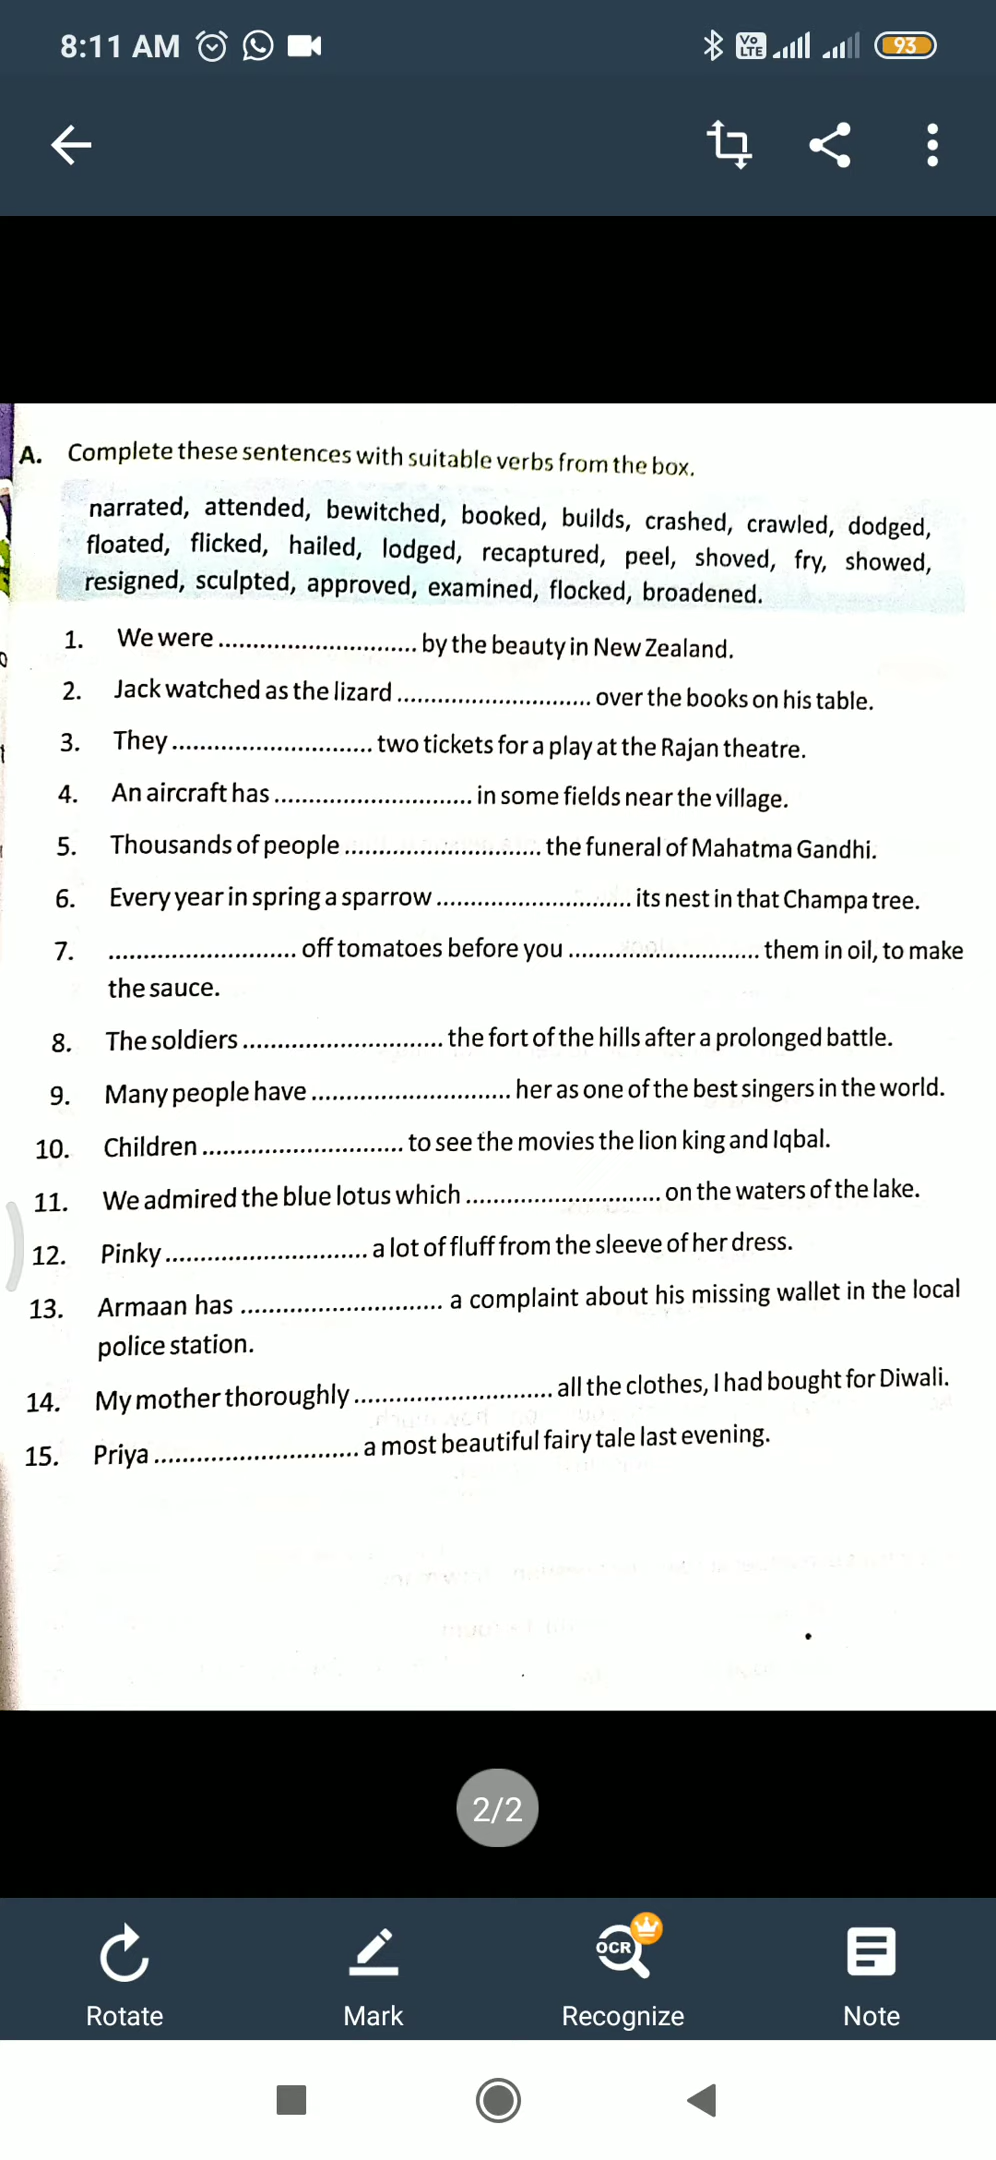 8:11 AM
Vo LTE
93
A. Complete these sentences with suitable verbs from the box.
narrated, attended, bewitched, booked, builds, crashed, crawled, dodged,
floated, flicked, hailed, lodged, recaptured, peel, shoved, fry, showed,
resigned, sculpted, approved, examined, flocked, broadened.
1. We were ............................ by the beauty in New Zealand.
2. Jack watched as the lizard ............................ over the books on his table.
3. They ............................ two tickets for a play at the Rajan theatre.
4. An aircraft has ............................ in some fields near the village.
5. Thousands of people ............................ the funeral of Mahatma Gandhi.
6. Every year in spring a sparrow ............................ its nest in that Champa tree.
7. ............................ off tomatoes before you ............................ them in oil, to make
the sauce.
8. The soldiers ............................ the fort of the hills after a prolonged battle.
9. Many people have ............................ her as one of the best singers in the world.
10. Children ............................ to see the movies the lion king and Iqbal.
11. We admired the blue lotus which ............................ on the waters of the lake.
12. Pinky ............................ a lot of fluff from the sleeve of her dress.
13. Armaan has ............................ a complaint about his missing wallet in the local
police station.
14. My mother thoroughly ............................ all the clothes, I had bought for Diwali.
15. Priya ............................ a most beautiful fairy tale last evening.
2/2
OCR
Rotate Mark Recognize Note